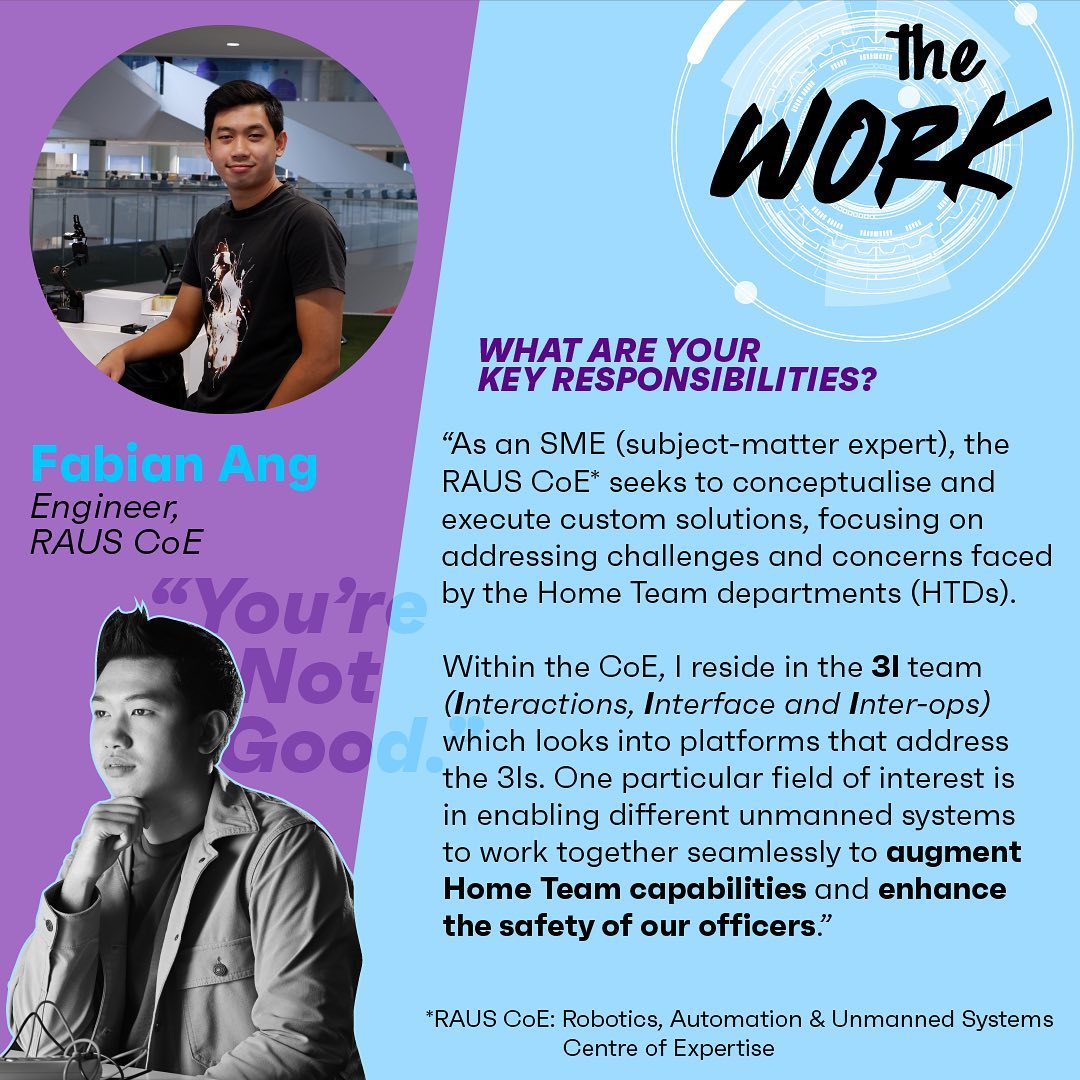 the
WORK
Fabian Ang
Engineer,
RAUS CoE
“You’re
Not
Good.”
WHAT ARE YOUR
KEY RESPONSIBILITIES?
“As an SME (subject-matter expert), the
RAUS CoE* seeks to conceptualise and
execute custom solutions, focusing on
addressing challenges and concerns faced
by the Home Team departments (HTDs).
Within the CoE, I reside in the 3I team
(Interactions, Interface and Inter-ops)
which looks into platforms that address
the 3Is. One particular field of interest is
in enabling different unmanned systems
to work together seamlessly to augment
Home Team capabilities and enhance
the safety of our officers.”
*RAUS CoE: Robotics, Automation & Unmanned Systems
Centre of Expertise